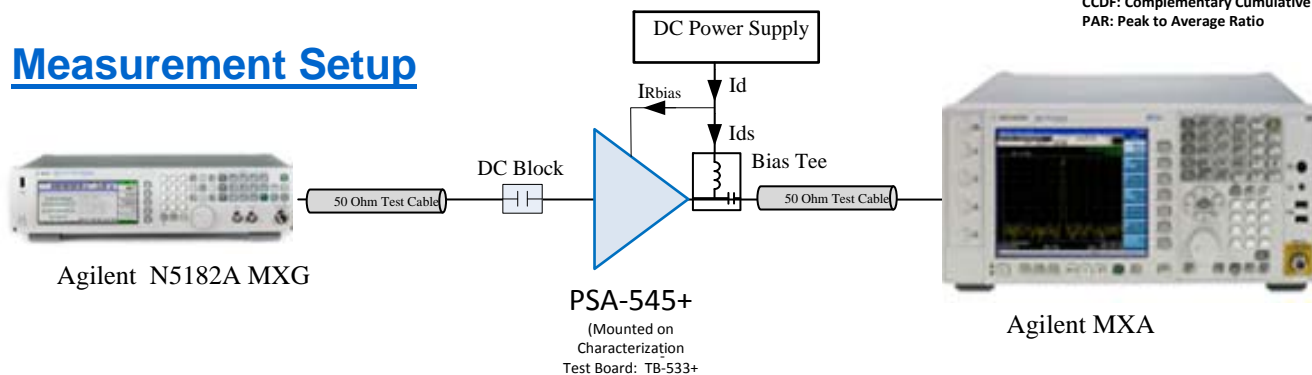 CCDF: Complementary Cumulative
PAR: Peak to Average Ratio
Measurement Setup
DC Power Supply
Id
IRbias
Ids
DC Block
Bias Tee
50 Ohm Test Cable
50 Ohm Test Cable
Agilent N5182A MXG
PSA-545+
(Mounted on
Characterization
Test Board: TB-533+
Agilent MXA